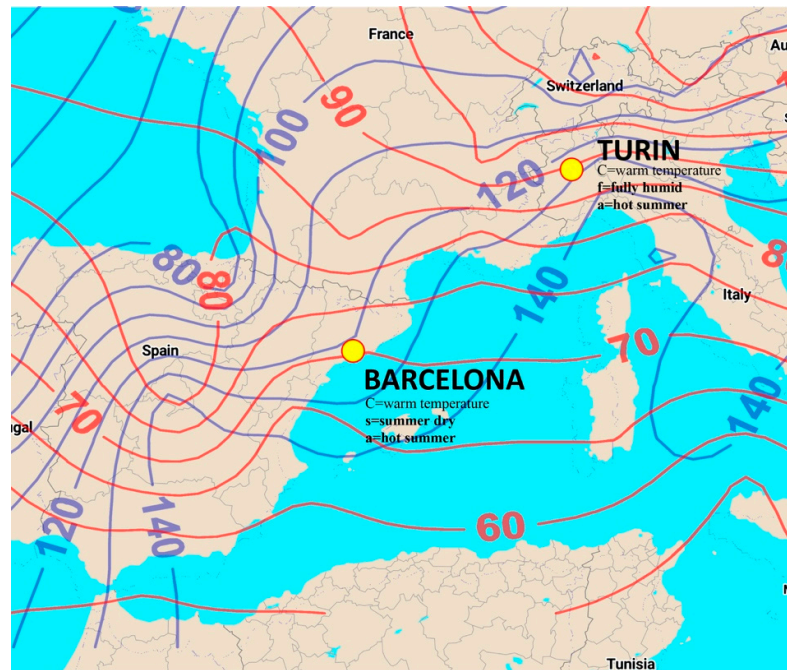 France
Au
Switzerland
90
100
TURIN
C=warm temperature
f=fully humid
a=hot summer
120
80
80
140
8
Italy
Spain
70
BARCELONA
C=warm temperature
s=summer dry
a=hot summer
70
140
ugal
120
140
60
Tunisia